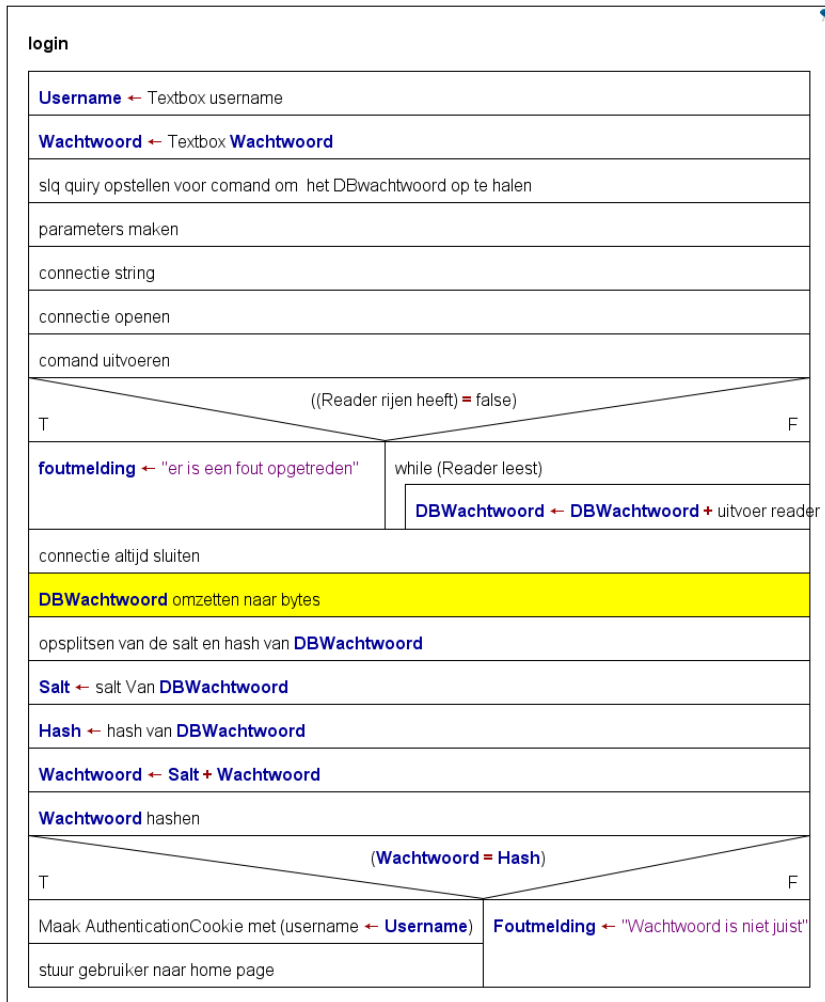 login
Username ← Textbox username
Wachtwoord ← Textbox Wachtwoord
slq quiry opstellen voor comand om het DBwachtwoord op te halen
parameters maken
connectie string
connectie openen
comand uitvoeren
((Reader rijen heeft) = false)
T F
foutmelding ← "er is een fout opgetreden"
while (Reader leest)
DBWachtwoord ← DBWachtwoord + uitvoer reader
connectie altijd sluiten
DBWachtwoord omzetten naar bytes
opsplitsen van de salt en hash van DBWachtwoord
Salt ← salt Van DBWachtwoord
Hash ← hash van DBWachtwoord
Wachtwoord ← Salt + Wachtwoord
Wachtwoord hashen
(Wachtwoord = Hash)
T F
Maak AuthenticationCookie met (username ← Username)
stuur gebruiker naar home page
Foutmelding ← "Wachtwoord is niet juist"